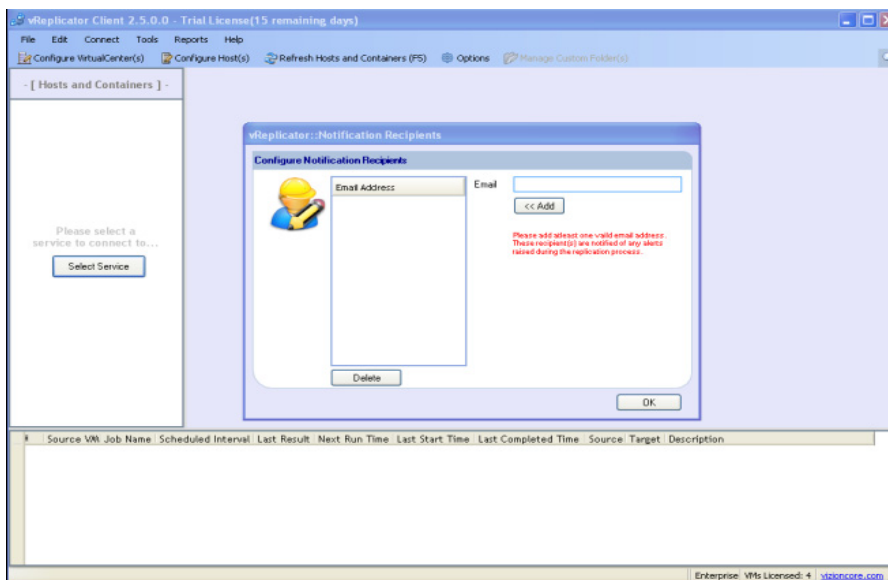 vReplicator Client 2.5.0.0 - Trial License(15 remaining days)
File Edit Connect Tools Reports Help
Configure VirtualCenter(s) Configure Host(s) Refresh Hosts and Containers (F5) Options Manage Custom Folder(s)
- [ Hosts and Containers ] -
Please select a
service to connect to...
Select Service
vReplicator::Notification Recipients
Configure Notification Recipients
Email Address
Email
<< Add
Please add atleast one vaild email address.
These recipient(s) are notified of any alerts
raised during the replication process.
Delete
OK
Source VM Job Name Scheduled Interval Last Result Next Run Time Last Start Time Last Completed Time Source Target Description
Enterprise VMs Licensed: 4 vizioncore.com